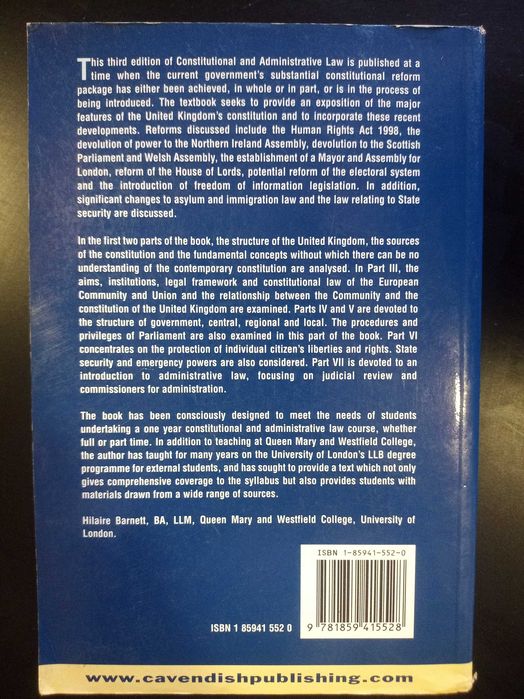 This third edition of Constitutional and Administrative Law is published at a
time when the current government's substantial constitutional reform
package has either been achieved, in whole or in part, or is in the process of
being introduced. The textbook seeks to provide an exposition of the major
features of the United Kingdom's constitution and to incorporate these recent
developments. Reforms discussed include the Human Rights Act 1998, the
devolution of power to the Northern Ireland Assembly, devolution to the Scottish
Parliament and Welsh Assembly, the establishment of a Mayor and Assembly for
London, reform of the House of Lords, potential reform of the electoral system
and the introduction of freedom of information legislation. In addition,
significant changes to asylum and immigration law and the law relating to State
security are discussed.
In the first two parts of the book, the structure of the United Kingdom, the sources
of the constitution and the fundamental concepts without which there can be no
understanding of the contemporary constitution are analysed. In Part III, the
aims, institutions, legal framework and constitutional law of the European
Community and Union and the relationship between the Community and the
constitution of the United Kingdom are examined. Parts IV and V are devoted to
the structure of government, central, regional and local. The procedures and
privileges of Parliament are also examined in this part of the book. Part VI
concentrates on the protection of individual citizen's liberties and rights. State
security and emergency powers are also considered. Part VII is devoted to an
introduction to administrative law, focusing on judicial review and
commissioners for administration.
The book has been consciously designed to meet the needs of students
undertaking a one year constitutional and administrative law course, whether
full or part time. In addition to teaching at Queen Mary and Westfield College,
the author has taught for many years on the University of London's LLB degree
programme for external students, and has sought to provide a text which not only
gives comprehensive coverage to the syllabus but also provides students with
materials drawn from a wide range of sources.
Hilaire Barnett, BA, LLM, Queen Mary and Westfield College, University of
London.
ISBN 1-85941-552-0
ISBN 1 85941 552 0
9 781859 415528
www.cavendishpublishing.com